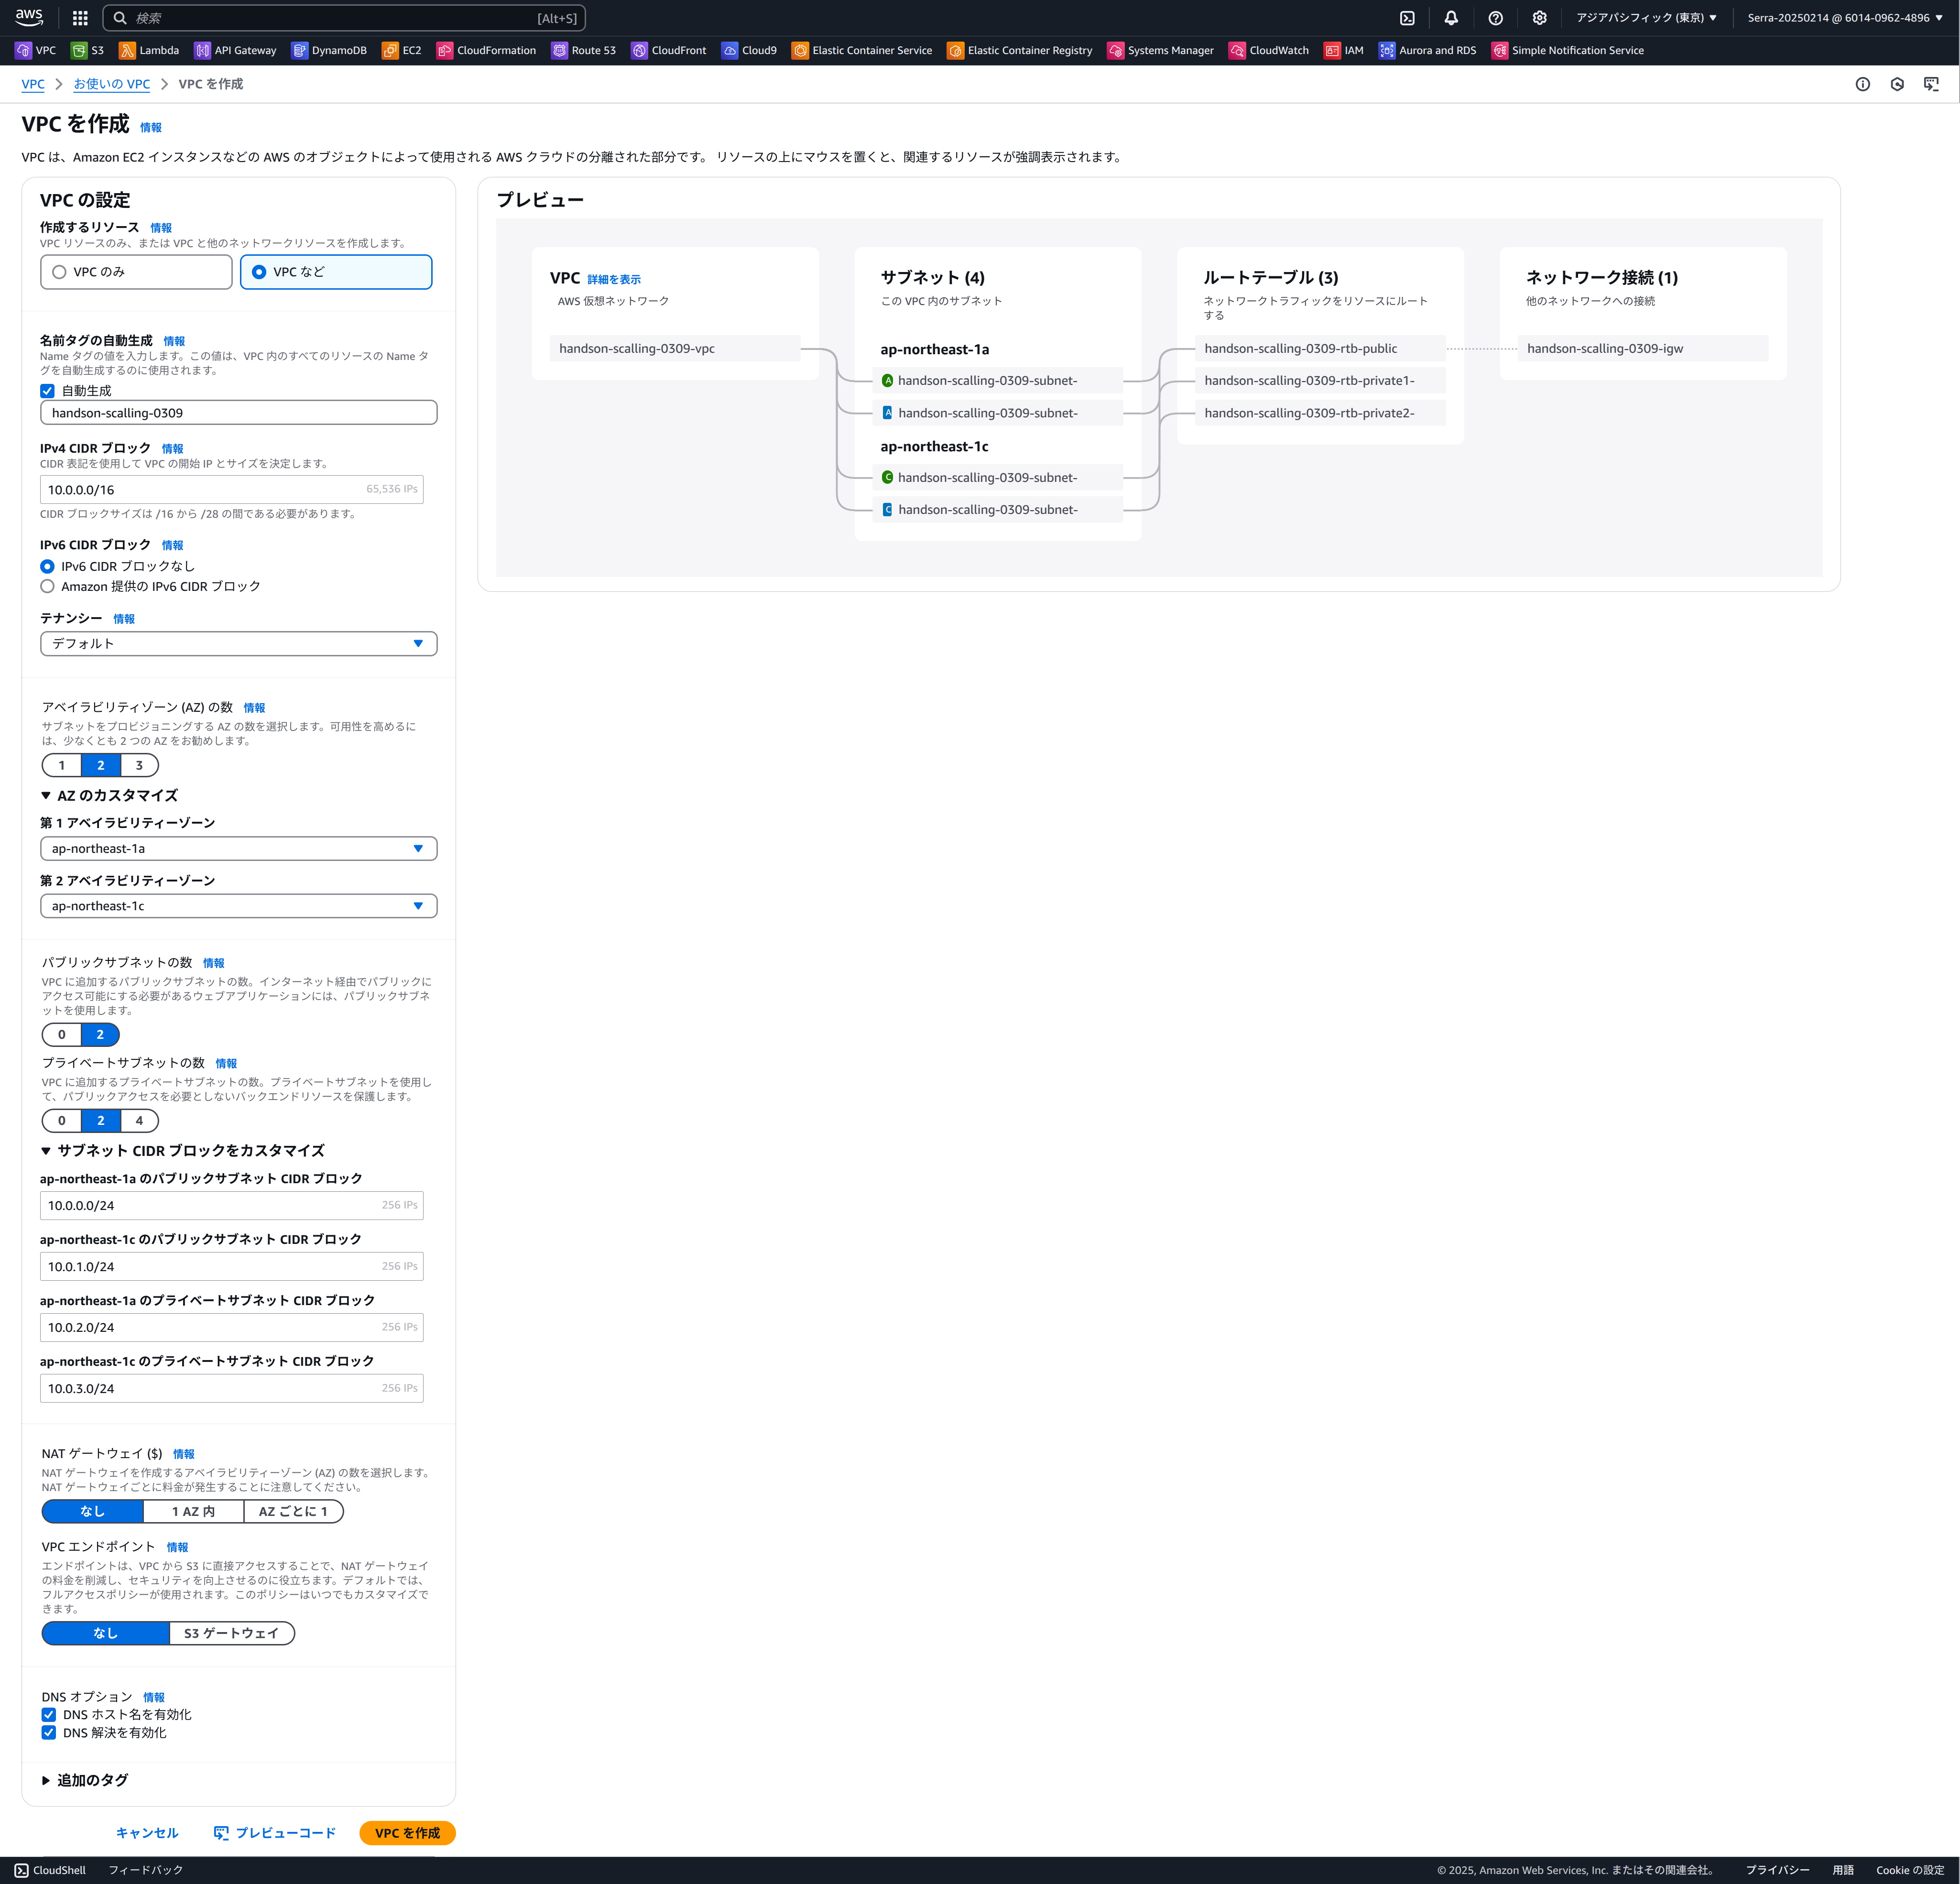 aws
検索
[Alt+S]
アジアパシフィック (東京)
Serra-20250214 @ 6014-0962-4896
VPC
S3
Lambda
API Gateway
DynamoDB
EC2
CloudFormation
Route 53
CloudFront
Cloud9
Elastic Container Service
Elastic Container Registry
Systems Manager
CloudWatch
IAM
Aurora and RDS
Simple Notification Service
VPC > お使いの VPC > VPC を作成
VPC を作成 情報
VPC は、Amazon EC2 インスタンスなどの AWS のオブジェクトによって使用される AWS クラウドの分離された部分です。 リソースの上にマウスを置くと、関連するリソースが強調表示されます。
VPC の設定
作成するリソース 情報
VPC リソースのみ、または VPC と他のネットワークリソースを作成します。
VPC のみ
VPC など
名前タグの自動生成 情報
Name タグの値を入力します。この値は、VPC 内のすべてのリソースの Name タ
グを自動生成するのに使用されます。
自動生成
handson-scalling-0309
IPv4 CIDR ブロック 情報
CIDR 表記を使用して VPC の開始 IP とサイズを決定します。
10.0.0.0/16
65,536 IPs
CIDR ブロックサイズは /16 から /28 の間である必要があります。
IPv6 CIDR ブロック 情報
IPv6 CIDR ブロックなし
Amazon 提供の IPv6 CIDR ブロック
テナンシー 情報
デフォルト
アベイラビリティゾーン (AZ) の数 情報
サブネットをプロビジョニングする AZ の数を選択します。可用性を高めるに
は、少なくとも 2 つの AZ をお勧めします。
1 2 3
AZ のカスタマイズ
第 1 アベイラビリティーゾーン
ap-northeast-1a
第 2 アベイラビリティーゾーン
ap-northeast-1c
パブリックサブネットの数 情報
VPC に追加するパブリックサブネットの数。インターネット経由でパブリックに
アクセス可能にする必要があるウェブアプリケーションには、パブリックサブネ
ットを使用します。
0 2
プライベートサブネットの数 情報
VPC に追加するプライベートサブネットの数。プライベートサブネットを使用し
て、パブリックアクセスを必要としないバックエンドリソースを保護します。
0 2 4
サブネット CIDR ブロックをカスタマイズ
ap-northeast-1a のパブリックサブネット CIDR ブロック
10.0.0.0/24
256 IPs
ap-northeast-1c のパブリックサブネット CIDR ブロック
10.0.1.0/24
256 IPs
ap-northeast-1a のプライベートサブネット CIDR ブロック
10.0.2.0/24
256 IPs
ap-northeast-1c のプライベートサブネット CIDR ブロック
10.0.3.0/24
256 IPs
NAT ゲートウェイ ($) 情報
NAT ゲートウェイを作成するアベイラビリティーゾーン (AZ) の数を選択します。
NAT ゲートウェイごとに料金が発生することに注意してください。
なし 1 AZ 内 AZ ごとに 1
VPC エンドポイント 情報
エンドポイントは、VPC から S3 に直接アクセスすることで、NAT ゲートウェイ
の料金を削減し、セキュリティを向上させるのに役立ちます。デフォルトでは、
フルアクセスポリシーが使用されます。このポリシーはいつでもカスタマイズで
きます。
なし S3 ゲートウェイ
DNS オプション 情報
DNS ホスト名を有効化
DNS 解決を有効化
追加のタグ
キャンセル
プレビューコード
VPC を作成
プレビュー
VPC 詳細を表示
AWS 仮想ネットワーク
handson-scalling-0309-vpc
サブネット (4)
この VPC 内のサブネット
ap-northeast-1a
A handson-scalling-0309-subnet-
A handson-scalling-0309-subnet-
ap-northeast-1c
C handson-scalling-0309-subnet-
C handson-scalling-0309-subnet-
ルートテーブル (3)
ネットワークトラフィックをリソースにルート
する
handson-scalling-0309-rtb-public
handson-scalling-0309-rtb-private1-
handson-scalling-0309-rtb-private2-
ネットワーク接続 (1)
他のネットワークへの接続
handson-scalling-0309-igw
CloudShell
フィードバック
© 2025, Amazon Web Services, Inc. またはその関連会社。
プライバシー
用語
Cookie の設定